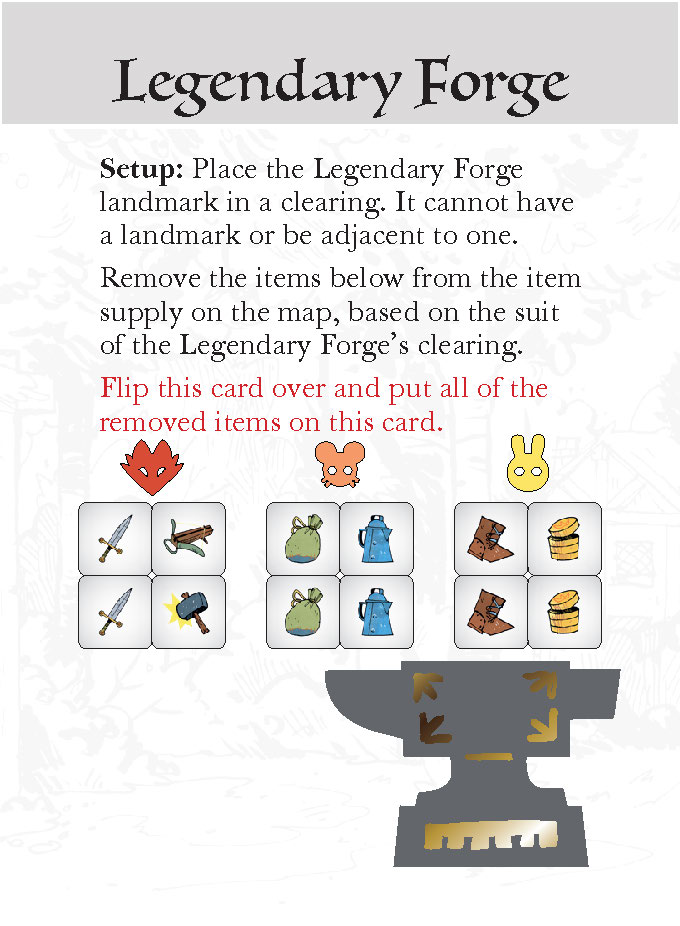 Legendary Forge
Setup: Place the Legendary Forge
landmark in a clearing. It cannot have
a landmark or be adjacent to one.
Remove the items below from the item
supply on the map, based on the suit
of the Legendary Forge’s clearing.
Flip this card over and put all of the
removed items on this card.